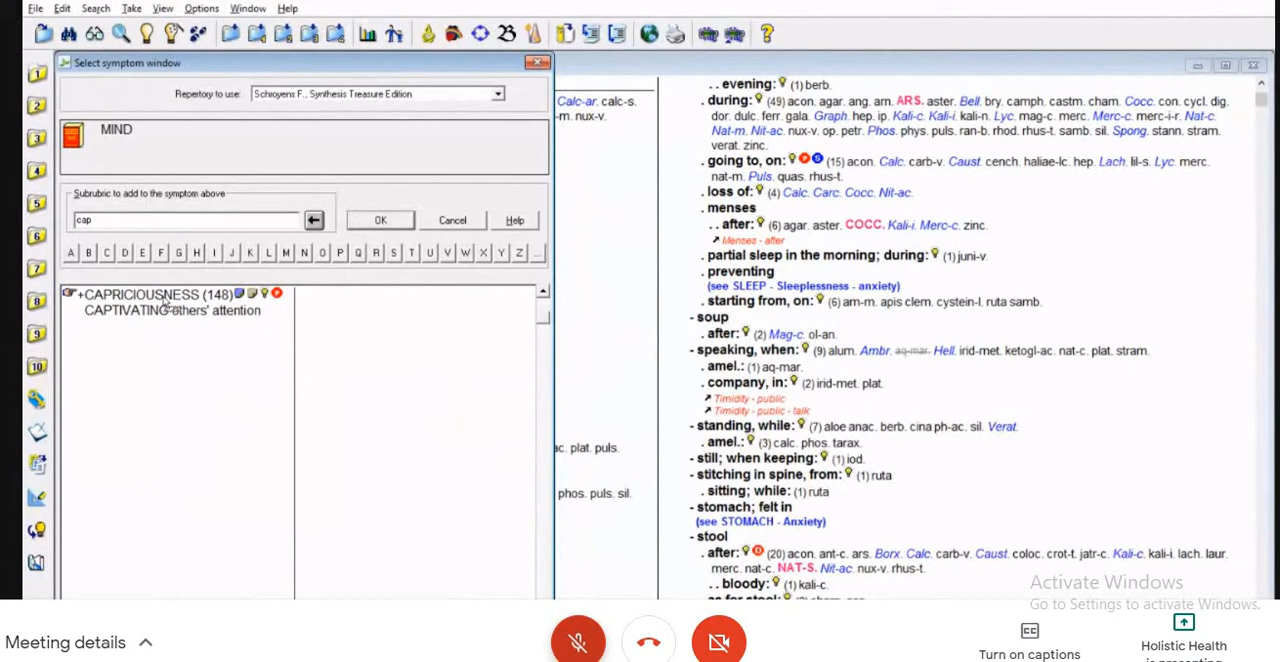 File Edit Search Take View Options Window Help
Select symptom window
Repertory to use: Schroyens F., Synthesis Treasure Edition
MIND
Subrubric to add to the symptom above
cap
OK Cancel Help
A B C D E F G H I J K L M N O P Q R S T U V W X Y Z ...
+CAPRICIOUSNESS (148)
CAPTIVATING others' attention
1
2
3
4
5
6
7
8
9
10
Calc-ar. calc-s.
-m. nux-v.
ac. plat. puls.
phos. puls. sil.
. . evening: (1) berb.
. during: (49) acon. agar. ang. am. ARS. aster. Bell. bry. camph. castm. cham. Cocc. con. cycl. dig.
dor. dulc. ferr. gala. Graph. hep. ip. Kali-c. Kali-i. kali-n. Lyc. mag-c. merc. Merc-c. merc-i-r. Nat-c.
Nat-m. Nit-ac. nux-v. op. petr. Phos. phys. puls. ran-b. rhod. rhus-t. samb. sil. Spong. stann. stram.
verat. zinc.
. going to, on: (15) acon. Calc. carb-v. Caust. cench. haliae-lc. hep. Lach. lil-s. Lyc. merc.
nat-m. Puls. quas. rhus-t.
. loss of: (4) Calc. Carc. Cocc. Nit-ac.
. menses
. . after: (6) agar. aster. COCC. Kali-i. Merc-c. zinc.
Menses - after
. partial sleep in the morning; during: (1) juni-v.
. preventing
(see SLEEP - Sleeplessness - anxiety)
. starting from, on: (6) am-m. apis clem. cystein-l. ruta samb.
- soup
. after: (2) Mag-c. ol-an.
- speaking, when: (9) alum. Ambr. aq-mar. Hell. irid-met. ketogl-ac. nat-c. plat. stram.
. amel.: (1) aq-mar.
. company, in: (2) irid-met. plat.
Timidity - public
Timidity - public - talk
- standing, while: (7) aloe anac. berb. cina ph-ac. sil. Verat.
. amel.: (3) calc. phos. tarax.
- still; when keeping: (1) iod.
- stitching in spine, from: (1) ruta
. sitting; while: (1) ruta
- stomach; felt in
(see STOMACH - Anxiety)
- stool
. after: (20) acon. ant-c. ars. Borx. Calc. carb-v. Caust. coloc. crot-t. jatr-c. Kali-c. kali-i. lach. laur.
merc. nat-c. NAT-S. Nit-ac. nux-v. rhus-t.
. . bloody: (1) kali-c.
Activate Windows
Go to Settings to activate Windows.
Meeting details
Turn on captions
Holistic Health
is presenting